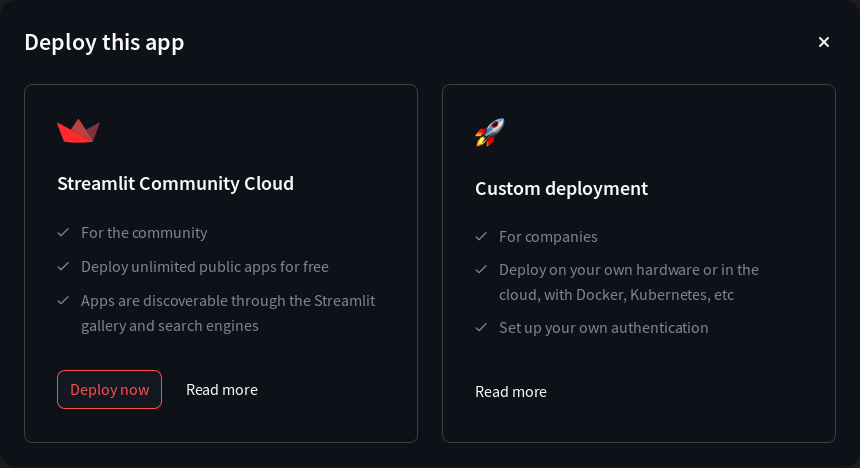 Deploy this app
Streamlit Community Cloud
For the community
Deploy unlimited public apps for free
Apps are discoverable through the Streamlit
gallery and search engines
Deploy now
Read more
Custom deployment
For companies
Deploy on your own hardware or in the
cloud, with Docker, Kubernetes, etc
Set up your own authentication
Read more